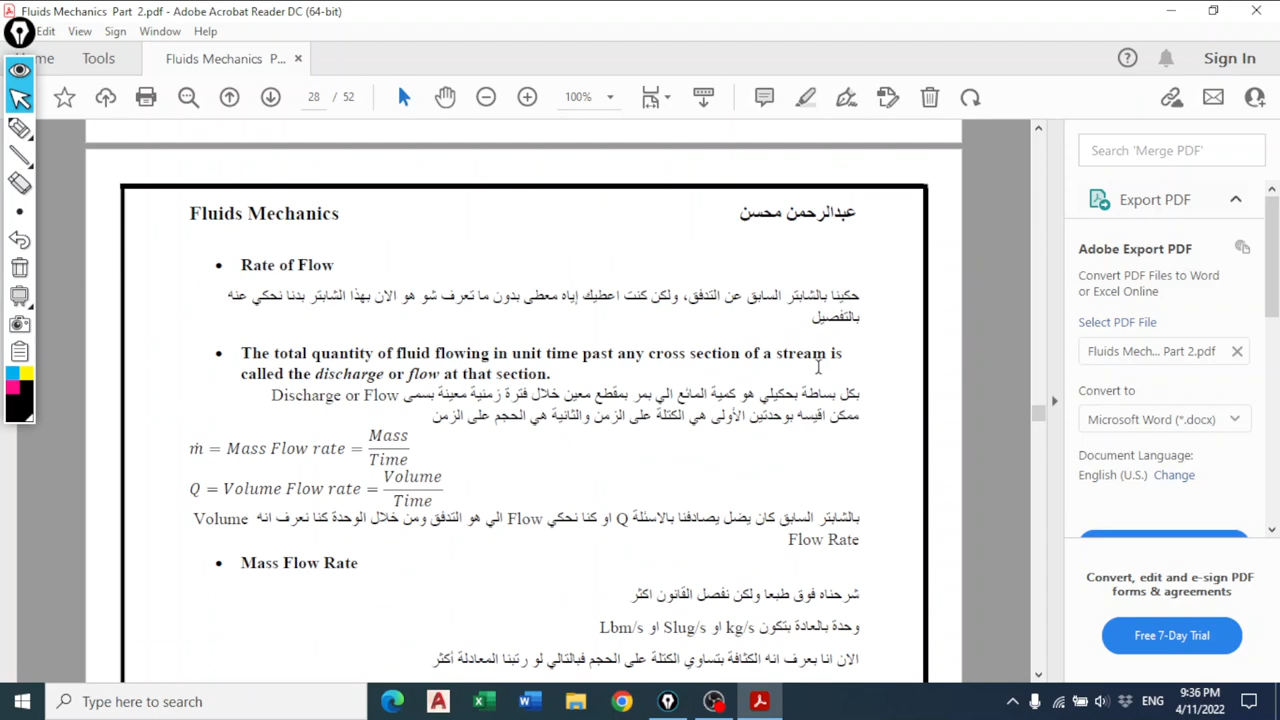 Fluids Mechanics Part 2.pdf - Adobe Acrobat Reader DC (64-bit)
Edit View Sign Window Help
Tools Fluids Mechanics P... Sign In
28 / 52 100%
Fluids Mechanics عبدالرحمن محسن
• Rate of Flow
حكينا بالشابتر السابق عن التدفق، ولكن كنت اعطيك إياه معطى بدون ما تعرف شو هو الان بهذا الشابتر بدنا نحكي عنه
بالتفصيل
• The total quantity of fluid flowing in unit time past any cross section of a stream is
called the discharge or flow at that section.
بكل بساطة بحكيلي هو كمية المائع الي بمر بمقطع معين خلال فترة زمنية معينة بسمى Discharge or Flow
ممكن اقيسه بوحدتين الأولى هي الكتلة على الزمن والثانية هي الحجم على الزمن
ṁ = Mass Flow rate = Mass / Time
Q = Volume Flow rate = Volume / Time
بالشابتر السابق كان يضل يصادفنا بالاسئلة Q او كنا نحكي Flow الي هو التدفق ومن خلال الوحدة كنا نعرف انه Volume
Flow Rate
• Mass Flow Rate
شرحناه فوق طبعا ولكن نفصل القانون اكثر
وحدة بالعادة بتكون kg/s او Slug/s او Lbm/s
الان انا بعرف انه الكثافة بتساوي الكتلة على الحجم فبالتالي لو رتبنا المعادلة أكثر
Search 'Merge PDF'
Export PDF
Adobe Export PDF
Convert PDF Files to Word
or Excel Online
Select PDF File
Fluids Mech... Part 2.pdf
Convert to
Microsoft Word (*.docx)
Document Language:
English (U.S.) Change
Convert, edit and e-sign PDF
forms & agreements
Free 7-Day Trial
Type here to search
ENG
9:36 PM
4/11/2022